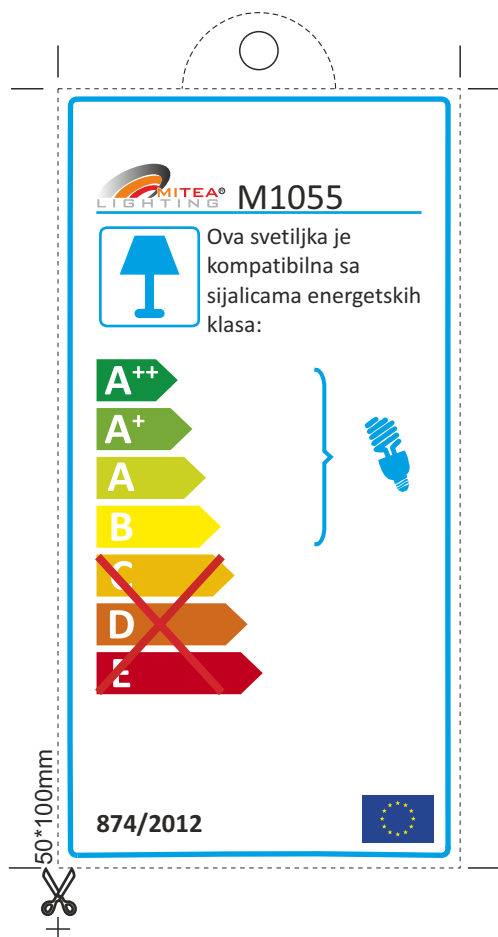 MITEA®
LIGHTING M1055
Ova svetiljka je
kompatibilna sa
sijalicama energetskih
klasa:
A++
A+
A
B
C
D
E
874/2012
50*100mm